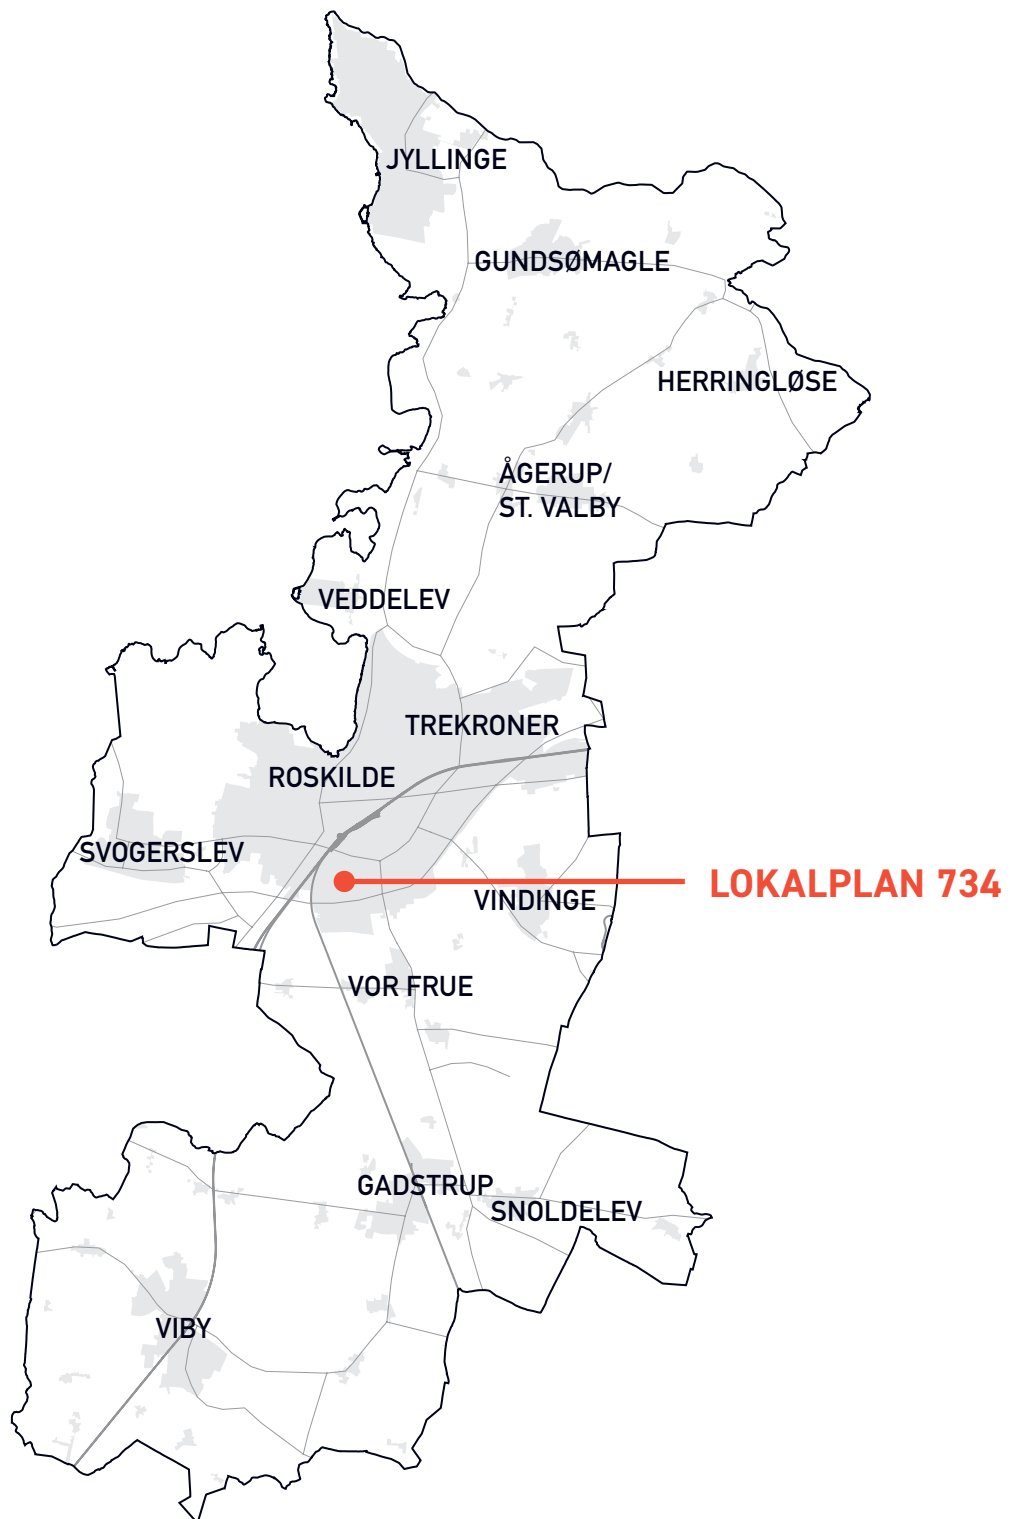 JYLLINGE
GUNDSØMAGLE
HERRINGLØSE
ÅGERUP/
ST. VALBY
VEDDELEV
TREKRONER
ROSKILDE
SVOGERSLEV
LOKALPLAN 734
VINDINGE
VOR FRUE
GADSTRUP
SNOLDELEV
VIBY